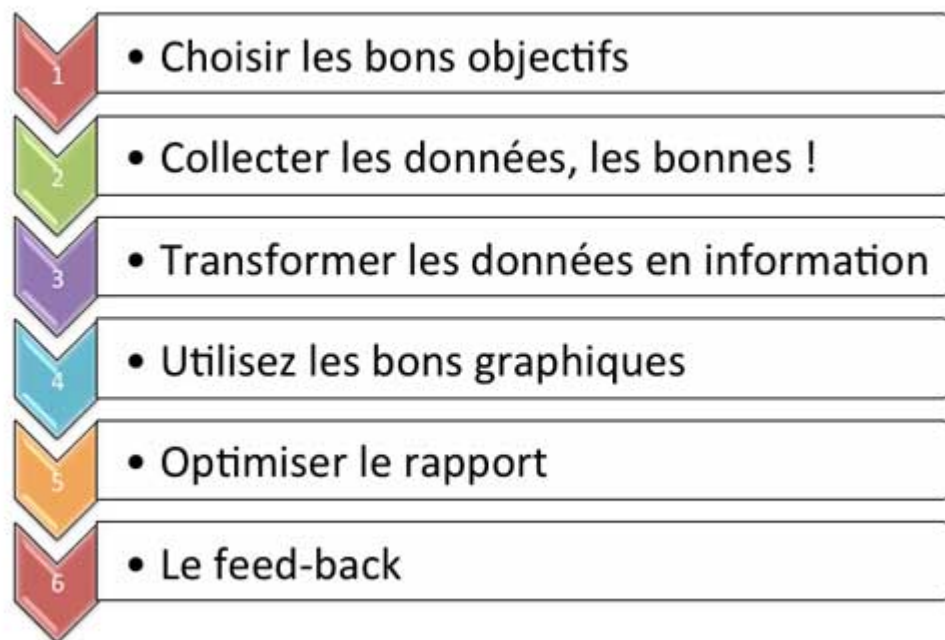 1
• Choisir les bons objectifs
2
• Collecter les données, les bonnes !
3
• Transformer les données en information
4
• Utilisez les bons graphiques
5
• Optimiser le rapport
6
• Le feed-back